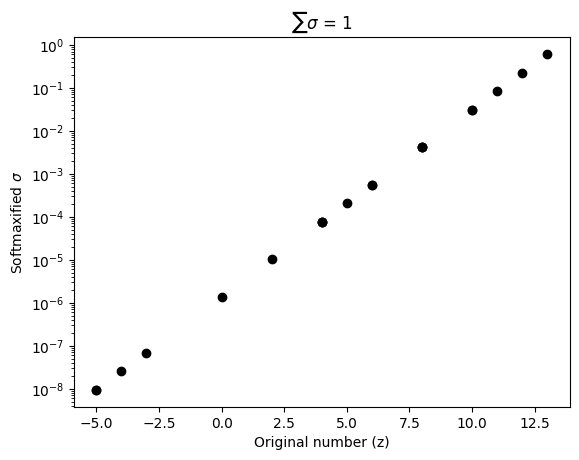 ∑σ = 1
10⁰
10⁻¹
10⁻²
10⁻³
10⁻⁴
10⁻⁵
10⁻⁶
10⁻⁷
10⁻⁸
Softmaxified σ
−5.0 −2.5 0.0 2.5 5.0 7.5 10.0 12.5
Original number (z)